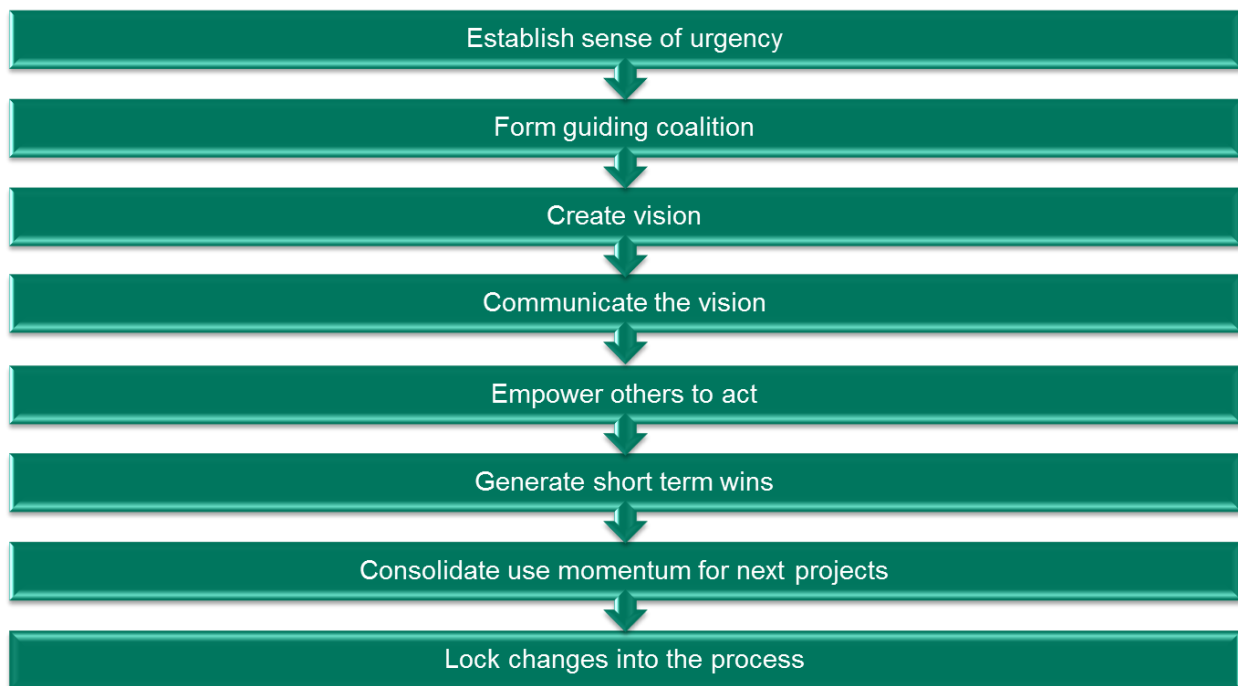 Establish sense of urgency
Form guiding coalition
Create vision
Communicate the vision
Empower others to act
Generate short term wins
Consolidate use momentum for next projects
Lock changes into the process